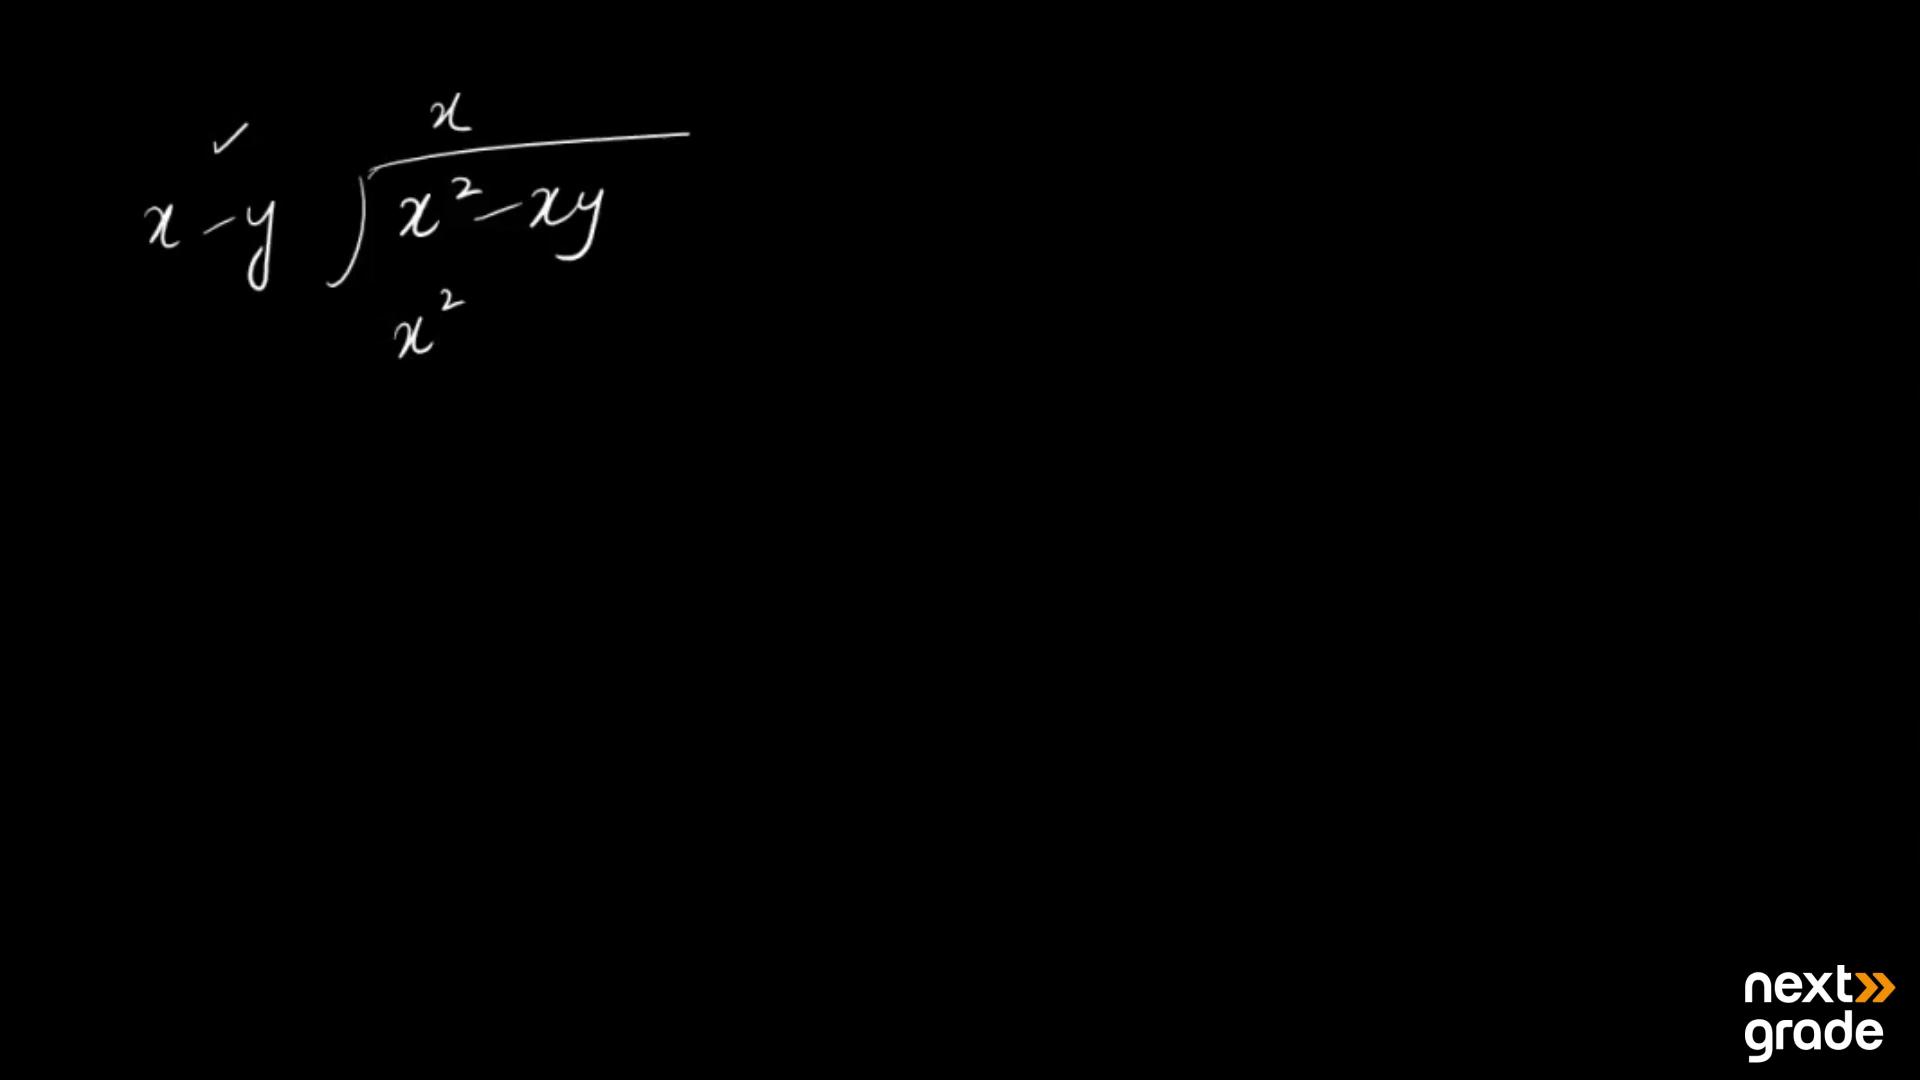 x
x - y ) x² - xy
x²
next
grade